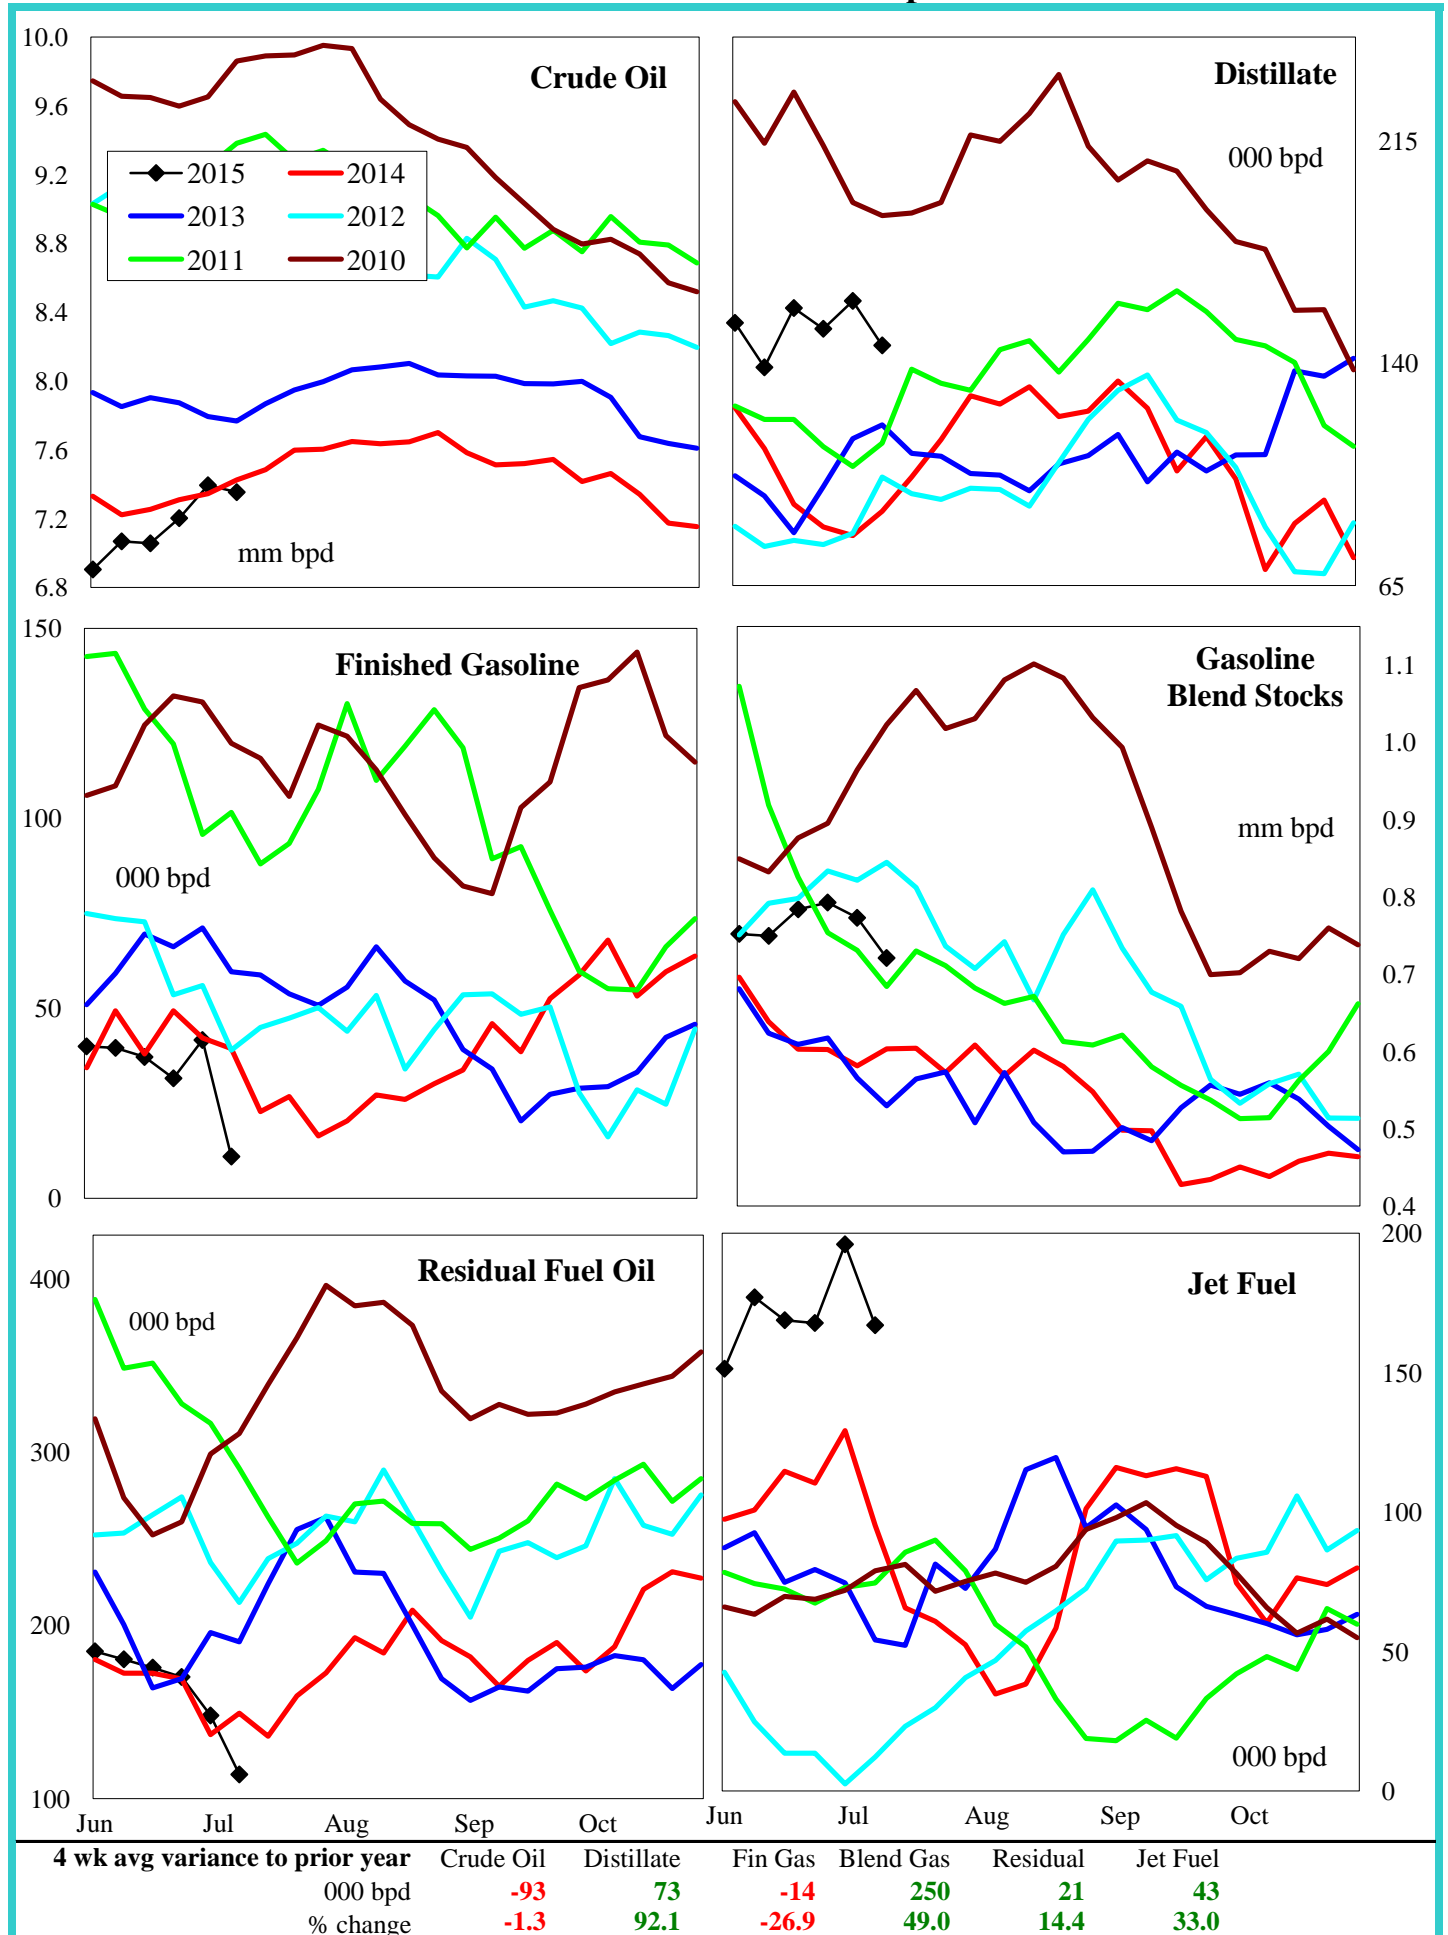 10.0
9.6
9.2
8.8
8.4
8.0
7.6
7.2
6.8
Crude Oil
2015 2014
2013 2012
2011 2010
mm bpd
Distillate
000 bpd
215
140
65
150
100
50
0
Finished Gasoline
000 bpd
Gasoline
Blend Stocks
mm bpd
1.1
1.0
0.9
0.8
0.7
0.6
0.5
0.4
400
300
200
100
Residual Fuel Oil
000 bpd
Jun Jul Aug Sep Oct
Jet Fuel
000 bpd
200
150
100
50
0
Jun Jul Aug Sep Oct
4 wk avg variance to prior year Crude Oil Distillate Fin Gas Blend Gas Residual Jet Fuel
000 bpd -93 73 -14 250 21 43
% change -1.3 92.1 -26.9 49.0 14.4 33.0